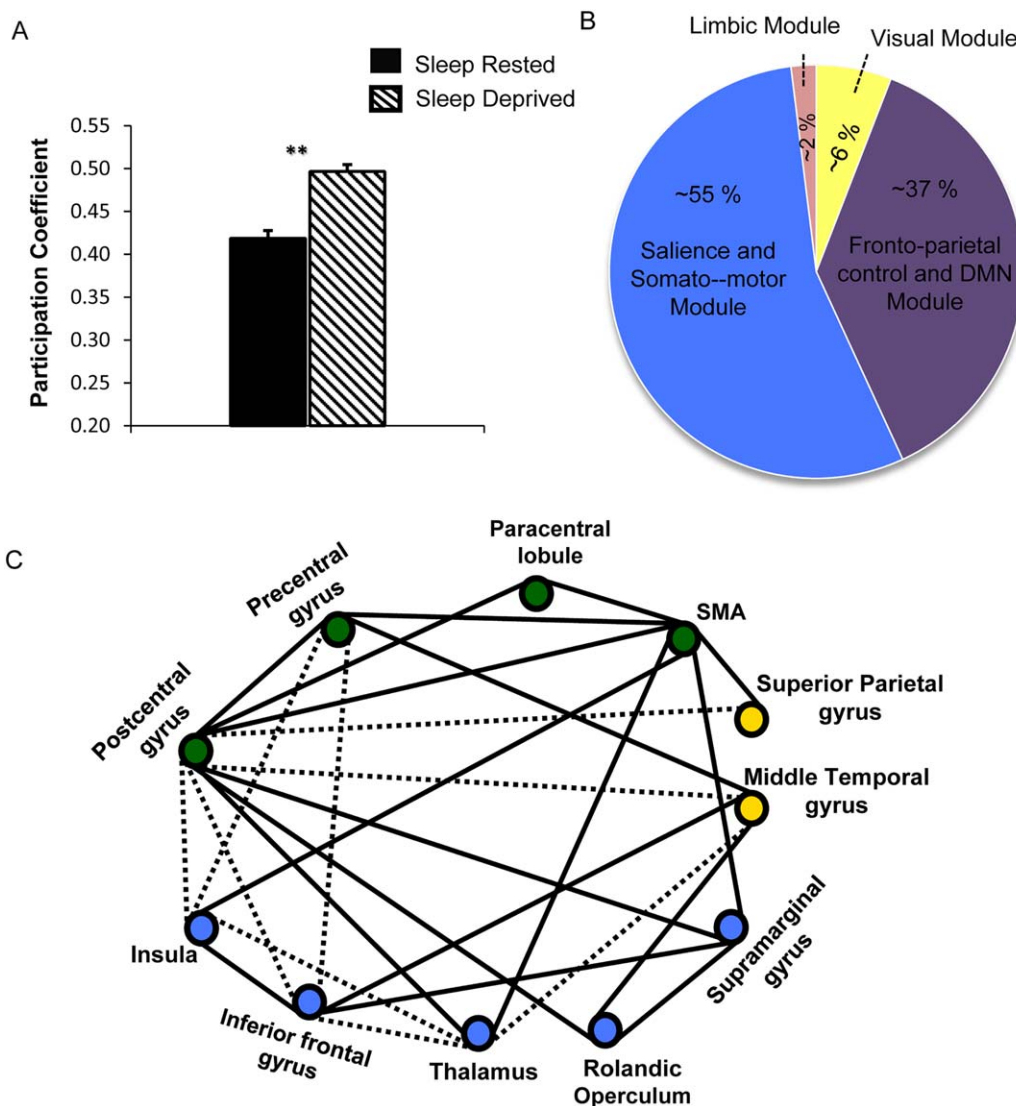 A
Sleep Rested
Sleep Deprived
Participation Coefficient
0.55
0.50
0.45
0.40
0.35
0.30
0.25
0.20
**
B
Limbic Module
Visual Module
~2 %
~6 %
~55 %
Salience and
Somato--motor
Module
~37 %
Fronto-parietal
control and DMN
Module
C
Paracentral
lobule
Precentral
gyrus
SMA
Postcentral
gyrus
Superior Parietal
gyrus
Middle Temporal
gyrus
Insula
Supramarginal
gyrus
Inferior frontal
gyrus
Thalamus
Rolandic
Operculum